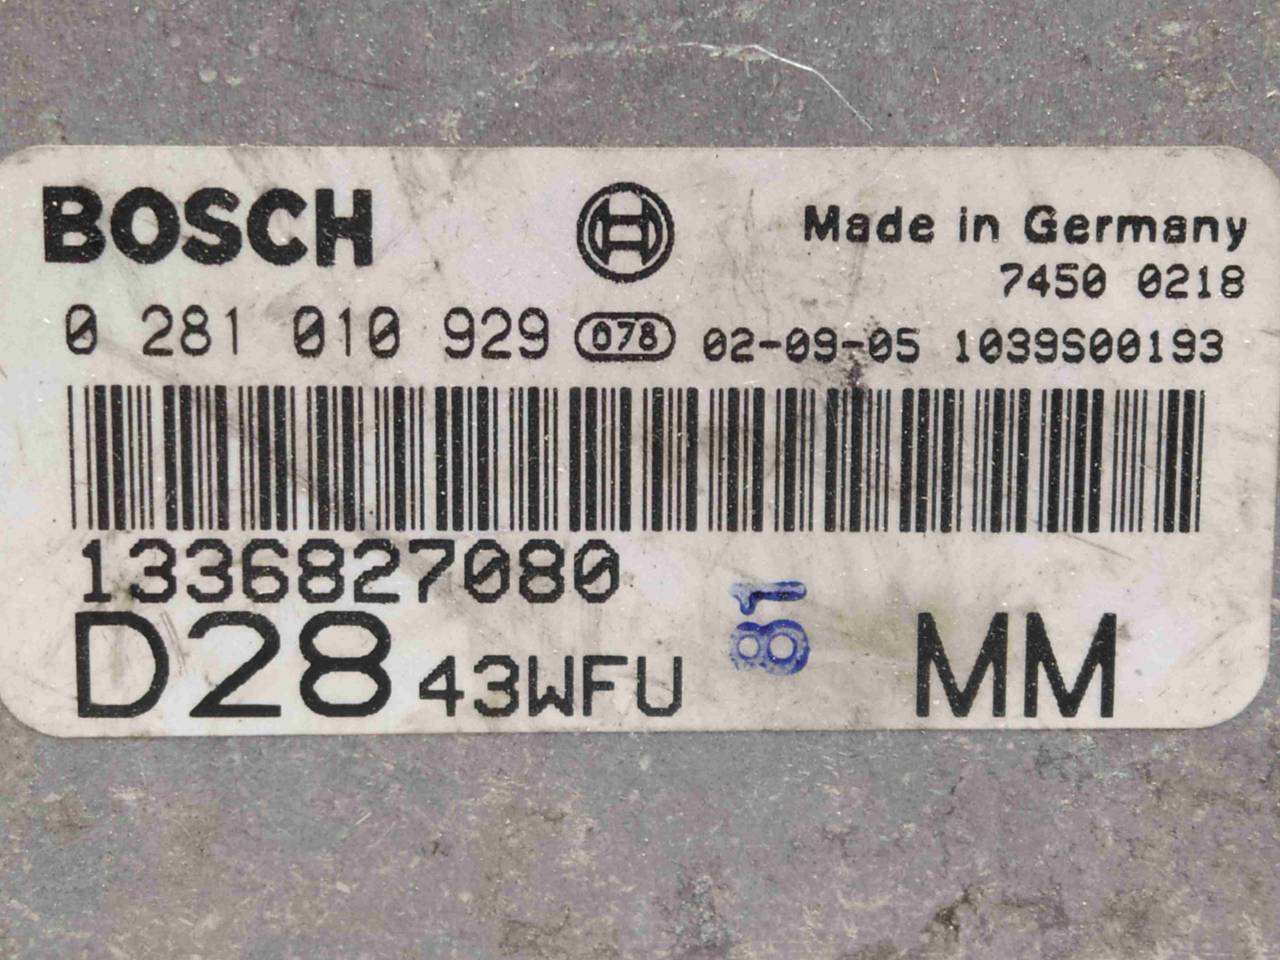 BOSCH
Made in Germany
7450 0218
0 281 010 929 078 02-09-05 1039S00193
1336827080
D28 43WFU 81 MM